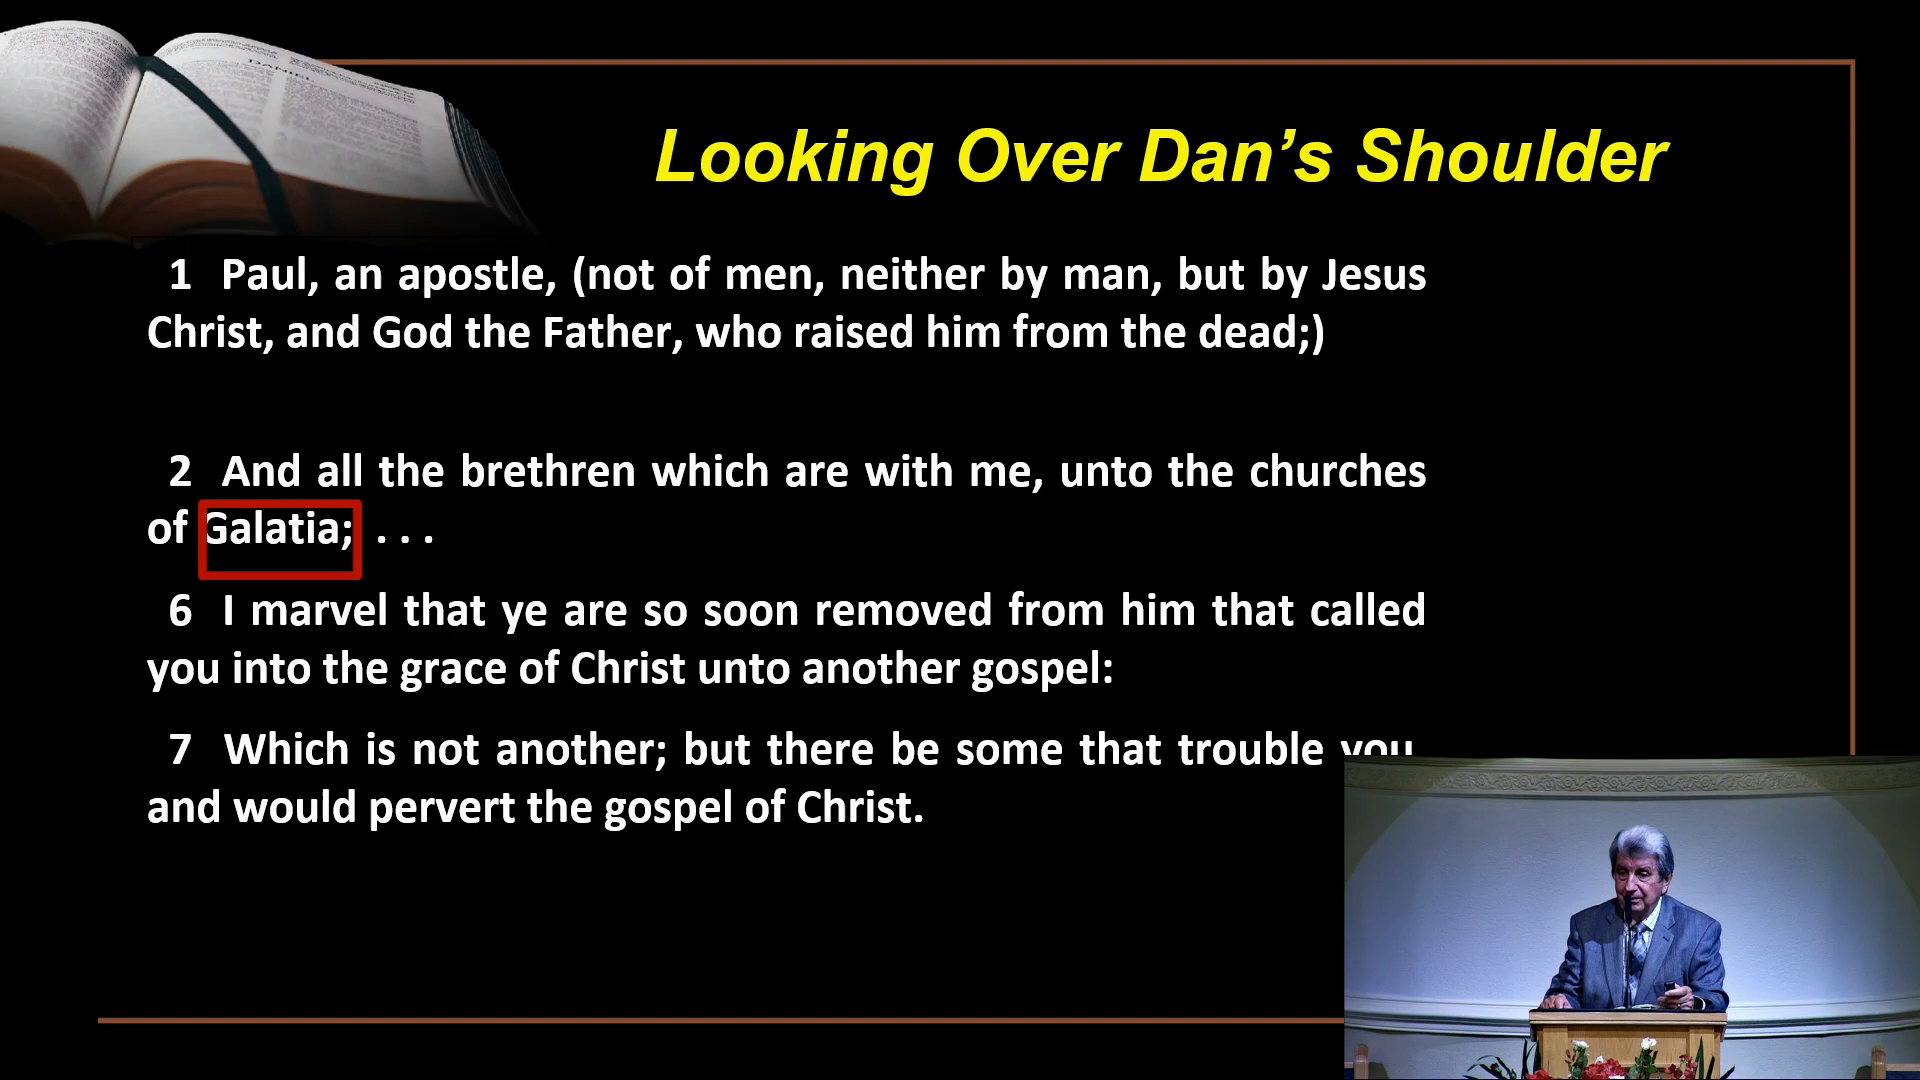 DANIEL
Looking Over Dan’s Shoulder
1 Paul, an apostle, (not of men, neither by man, but by Jesus
Christ, and God the Father, who raised him from the dead;)
2 And all the brethren which are with me, unto the churches
of Galatia; . . .
6 I marvel that ye are so soon removed from him that called
you into the grace of Christ unto another gospel:
7 Which is not another; but there be some that trouble you
and would pervert the gospel of Christ.